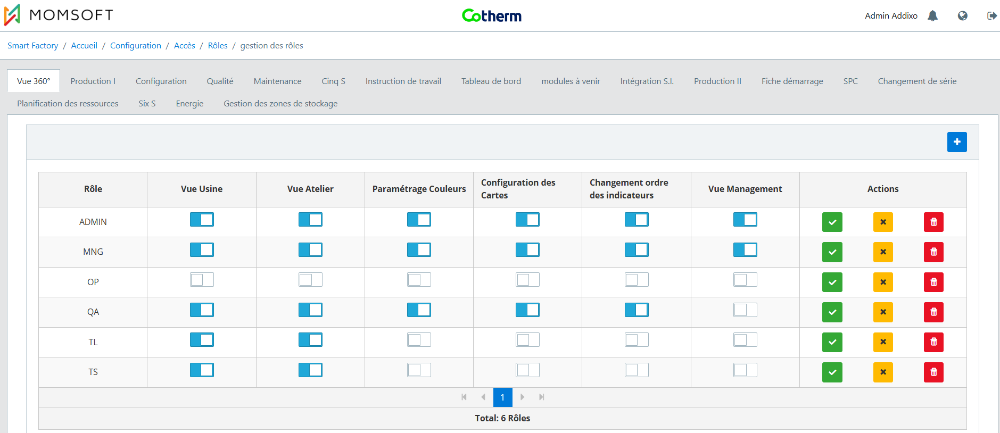 MOMSOFT
Cotherm
Admin Addixo
Smart Factory / Accueil / Configuration / Accès / Rôles / gestion des rôles
Vue 360° Production I Configuration Qualité Maintenance Cinq S Instruction de travail Tableau de bord modules à venir Intégration S.I. Production II Fiche démarrage SPC Changement de série
Planification des ressources Six S Energie Gestion des zones de stockage
Rôle Vue Usine Vue Atelier Paramétrage Couleurs Configuration des Cartes Changement ordre des indicateurs Vue Management Actions
ADMIN
MNG
OP
QA
TL
TS
1
Total: 6 Rôles